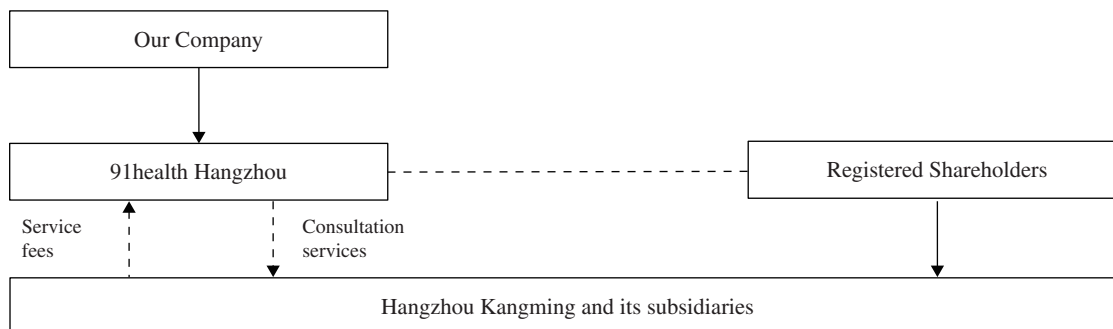 Our Company
91health Hangzhou
Registered Shareholders
Service
fees
Consultation
services
Hangzhou Kangming and its subsidiaries